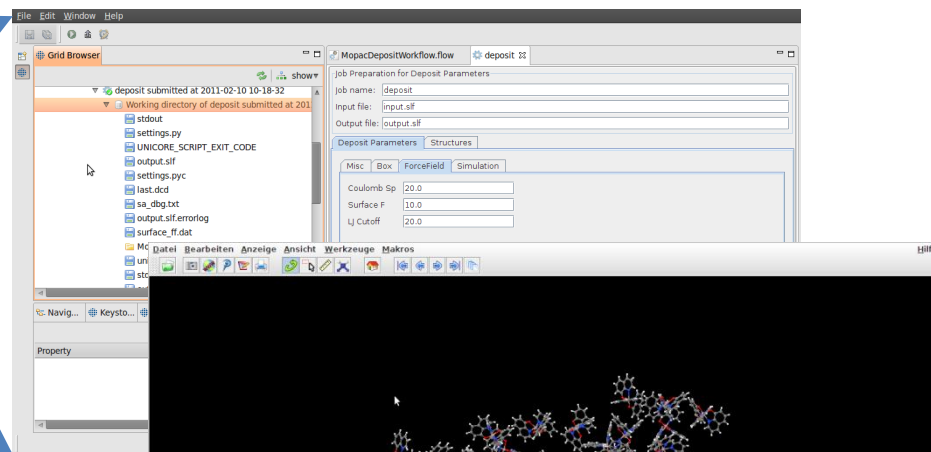 File Edit Window Help
Grid Browser
show
deposit submitted at 2011-02-10 10-18-32
Working directory of deposit submitted at 201
stdout
settings.py
UNICORE_SCRIPT_EXIT_CODE
output.slf
settings.pyc
last.dcd
sa_dbg.txt
output.slf.errorlog
surface_ff.dat
Navig... Keysto...
Property
MopacDepositWorkflow.flow deposit
Job Preparation for Deposit Parameters
Job name: deposit
Input file: input.slf
Output file: output.slf
Deposit Parameters Structures
Misc Box ForceField Simulation
Coulomb Sp 20.0
Surface F 10.0
LJ Cutoff 20.0
Datei Bearbeiten Anzeige Ansicht Werkzeuge Makros Hilf